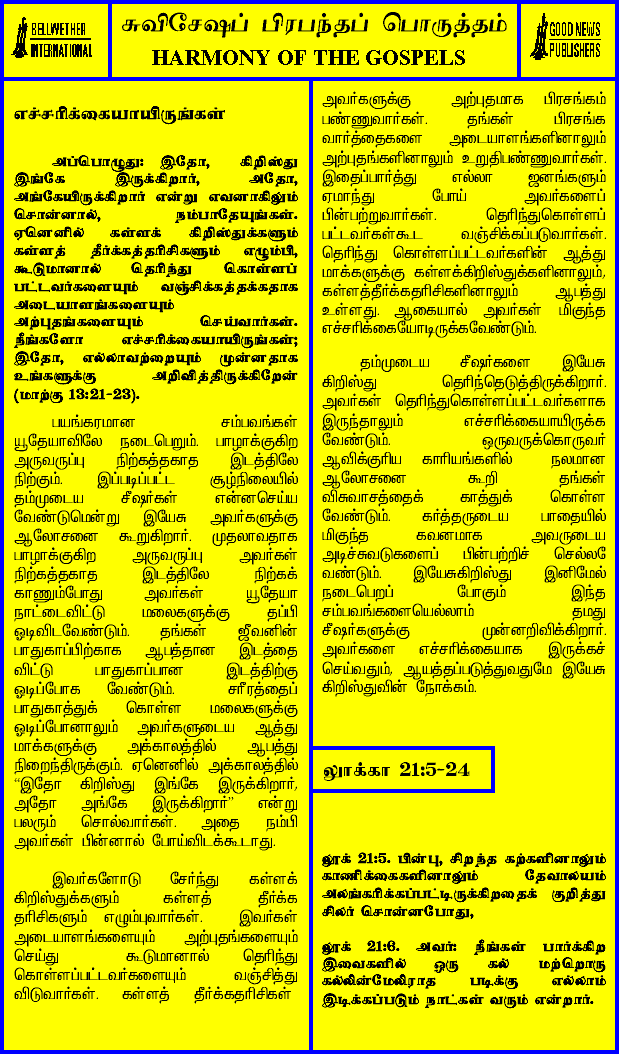 BELLWETHER
INTERNATIONAL
சுவிசேஷப் பிரபந்தப் பொருத்தம்
HARMONY OF THE GOSPELS
GOOD NEWS
PUBLISHERS
எச்சரிக்கையாயிருங்கள்
அப்பொழுது: இதோ, கிறிஸ்து
இங்கே இருக்கிறார், அதோ,
அங்கேயிருக்கிறார் என்று எவனாகிலும்
சொன்னால், நம்பாதேயுங்கள்.
ஏனெனில் கள்ளக் கிறிஸ்துக்களும்
கள்ளத் தீர்க்கத்தரிசிகளும் எழும்பி,
கூடுமானால் தெரிந்து கொள்ளப்
பட்டவர்களையும் வஞ்சிக்கத்தக்கதாக
அடையாளங்களையும்
அற்புதங்களையும் செய்வார்கள்.
நீங்களோ எச்சரிக்கையாயிருங்கள்;
இதோ, எல்லாவற்றையும் முன்னதாக
உங்களுக்கு அறிவித்திருக்கிறேன்
(மாற்கு 13:21-23).
பயங்கரமான சம்பவங்கள்
யூதேயாவிலே நடைபெறும். பாழாக்குகிற
அருவருப்பு நிற்கத்தகாத இடத்திலே
நிற்கும். இப்படிப்பட்ட சூழ்நிலையில்
தம்முடைய சீஷர்கள் என்னசெய்ய
வேண்டுமென்று இயேசு அவர்களுக்கு
ஆலோசனை கூறுகிறார். முதலாவதாக
பாழாக்குகிற அருவருப்பு அவர்கள்
நிற்கத்தகாத இடத்திலே நிற்கக்
காணும்போது அவர்கள் யூதேயா
நாட்டைவிட்டு மலைகளுக்கு தப்பி
ஓடிவிடவேண்டும். தங்கள் ஜீவனின்
பாதுகாப்பிற்காக ஆபத்தான இடத்தை
விட்டு பாதுகாப்பான இடத்திற்கு
ஓடிப்போக வேண்டும். சரீரத்தைப்
பாதுகாத்துக் கொள்ள மலைகளுக்கு
ஓடிப்போனாலும் அவர்களுடைய ஆத்து
மாக்களுக்கு அக்காலத்தில் ஆபத்து
நிறைந்திருக்கும். ஏனெனில் அக்காலத்தில்
“இதோ கிறிஸ்து இங்கே இருக்கிறார்,
அதோ அங்கே இருக்கிறார்” என்று
பலரும் சொல்வார்கள். அதை நம்பி
அவர்கள் பின்னால் போய்விடக்கூடாது.
இவர்களோடு சேர்ந்து கள்ளக்
கிறிஸ்துக்களும் கள்ளத் தீர்க்க
தரிசிகளும் எழும்புவார்கள். இவர்கள்
அடையாளங்களையும் அற்புதங்களையும்
செய்து கூடுமானால் தெரிந்து
கொள்ளப்பட்டவர்களையும் வஞ்சித்து
விடுவார்கள். கள்ளத் தீர்க்கதரிசிகள்
அவர்களுக்கு அற்புதமாக பிரசங்கம்
பண்ணுவார்கள். தங்கள் பிரசங்க
வார்த்தைகளை அடையாளங்களினாலும்
அற்புதங்களினாலும் உறுதிபண்ணுவார்கள்.
இதைப்பார்த்து எல்லா ஜனங்களும்
ஏமாந்து போய் அவர்களைப்
பின்பற்றுவார்கள். தெரிந்துகொள்ளப்
பட்டவர்கள்கூட வஞ்சிக்கப்படுவார்கள்.
தெரிந்து கொள்ளப்பட்டவர்களின் ஆத்து
மாக்களுக்கு கள்ளக்கிறிஸ்துக்களினாலும்,
கள்ளத்தீர்க்கதரிசிகளினாலும் ஆபத்து
உள்ளது. ஆகையால் அவர்கள் மிகுந்த
எச்சரிக்கையோடிருக்கவேண்டும்.
தம்முடைய சீஷர்களை இயேசு
கிறிஸ்து தெரிந்தெடுத்திருக்கிறார்.
அவர்கள் தெரிந்துகொள்ளப்பட்டவர்களாக
இருந்தாலும் எச்சரிக்கையாயிருக்க
வேண்டும். ஒருவருக்கொருவர்
ஆவிக்குரிய காரியங்களில் நலமான
ஆலோசனை கூறி தங்கள்
விசுவாசத்தைக் காத்துக் கொள்ள
வேண்டும். கர்த்தருடைய பாதையில்
மிகுந்த கவனமாக அவருடைய
அடிச்சுவடுகளைப் பின்பற்றிச் செல்லவே
வண்டும். இயேசுகிறிஸ்து இனிமேல்
நடைபெறப் போகும் இந்த
சம்பவங்களையெல்லாம் தமது
சீஷர்களுக்கு முன்னறிவிக்கிறார்.
அவர்களை எச்சரிக்கையாக இருக்கச்
செய்வதும், ஆயத்தப்படுத்துவதுமே இயேசு
கிறிஸ்துவின் நோக்கம்.
லூக்கா 21:5-24
லூக் 21:5. பின்பு, சிறந்த கற்களினாலும்
காணிக்கைகளினாலும் தேவாலயம்
அலங்கரிக்கப்பட்டிருக்கிறதைக் குறித்து
சிலர் சொன்னபோது,
லூக் 21:6. அவர்: நீங்கள் பார்க்கிற
இவைகளில் ஒரு கல் மற்றொரு
கல்லின்மேலிராத படிக்கு எல்லாம்
இடிக்கப்படும் நாட்கள் வரும் என்றார்.